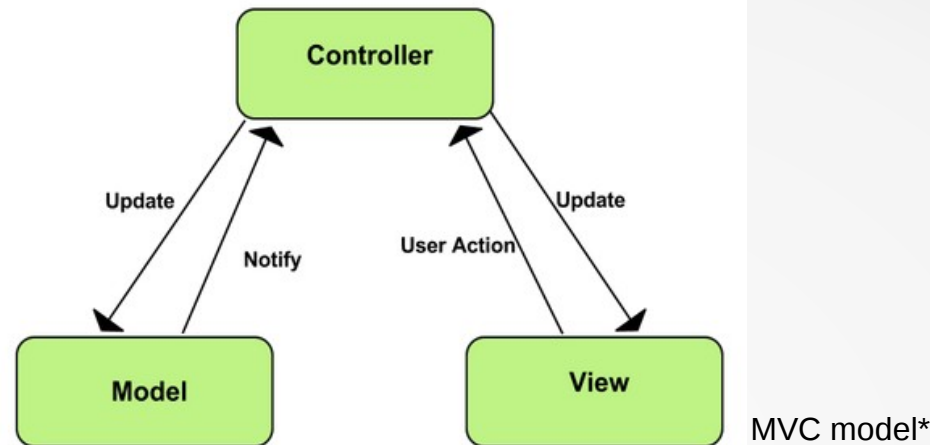 Controller
Update
Update
User Action
Notify
Model
View
MVC model*